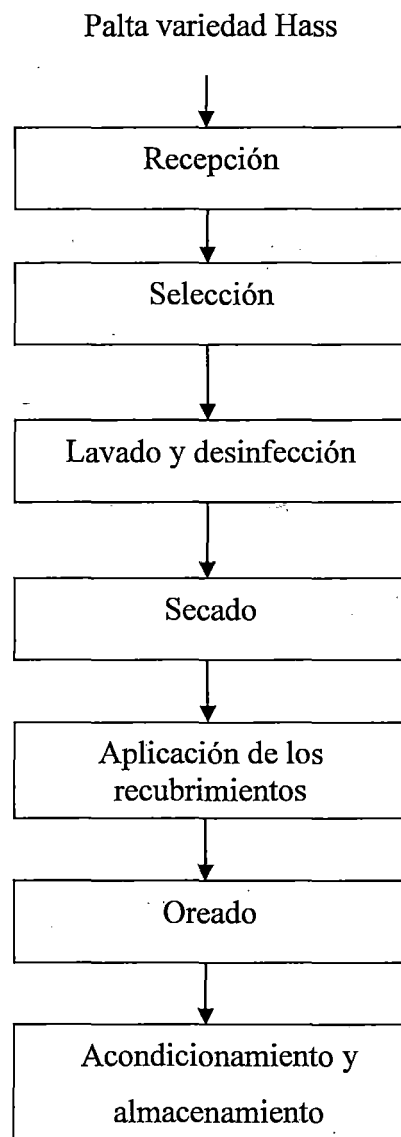 Palta variedad Hass
Recepción
Selección
Lavado y desinfección
Secado
Aplicación de los
recubrimientos
Oreado
Acondicionamiento y
almacenamiento